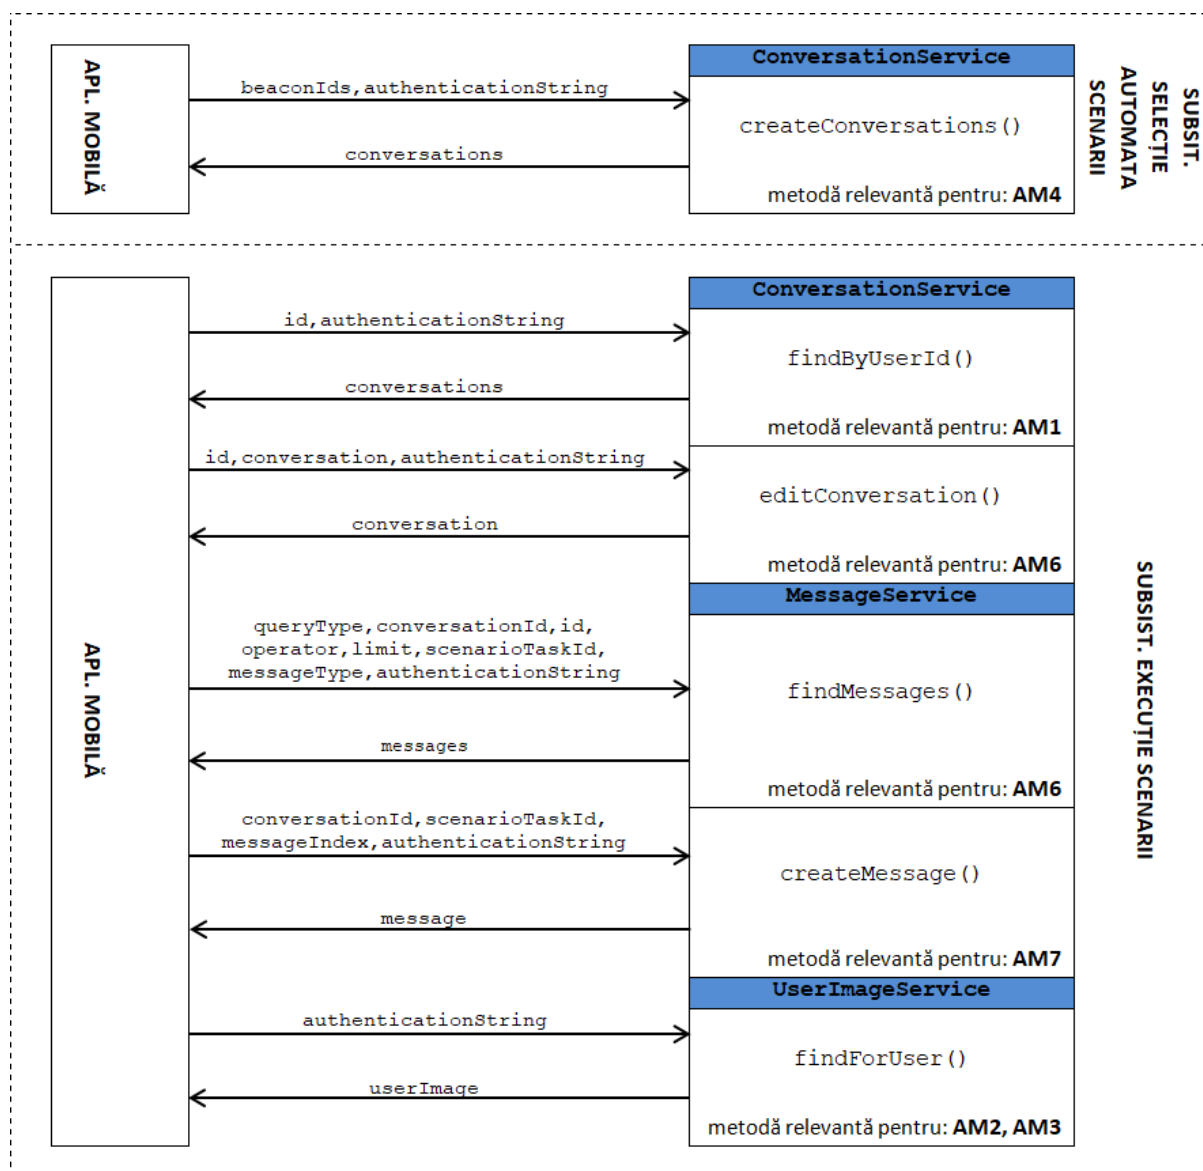 APL. MOBILĂ
beaconIds,authenticationString
conversations
ConversationService
createConversations()
metodă relevantă pentru: AM4
SUBSIT.
SELECȚIE
AUTOMATA
SCENARII
APL. MOBILĂ
id,authenticationString
conversations
ConversationService
findByUserId()
metodă relevantă pentru: AM1
id,conversation,authenticationString
conversation
editConversation()
metodă relevantă pentru: AM6
MessageService
queryType,conversationId,id,
operator,limit,scenarioTaskId,
messageType,authenticationString
messages
findMessages()
metodă relevantă pentru: AM6
conversationId,scenarioTaskId,
messageIndex,authenticationString
message
createMessage()
metodă relevantă pentru: AM7
UserImageService
authenticationString
userImage
findForUser()
metodă relevantă pentru: AM2, AM3
SUBSIST. EXECUȚIE SCENARII